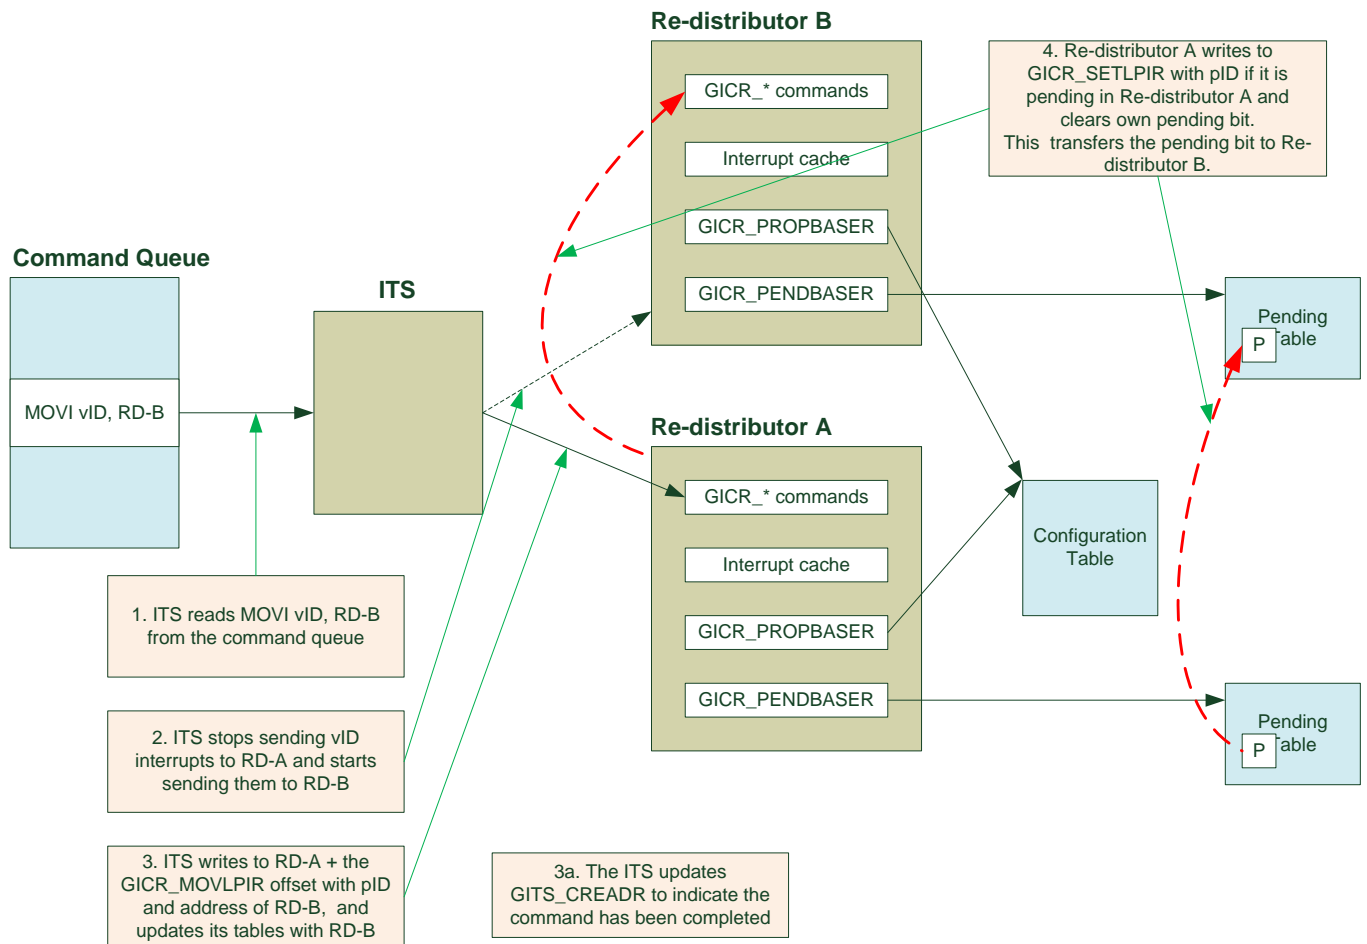 Re-distributor B
GICR_* commands
Interrupt cache
GICR_PROPBASER
GICR_PENDBASER
4. Re-distributor A writes to
GICR_SETLPIR with pID if it is
pending in Re-distributor A and
clears own pending bit.
This  transfers the pending bit to Re-
distributor B.
Command Queue
MOVI vID, RD-B
ITS
Pending
Table
P
Re-distributor A
GICR_* commands
Interrupt cache
GICR_PROPBASER
GICR_PENDBASER
Configuration
Table
Pending
Table
P
1. ITS reads MOVI vID, RD-B
from the command queue
2. ITS stops sending vID
interrupts to RD-A and starts
sending them to RD-B
3. ITS writes to RD-A + the
GICR_MOVLPIR offset with pID
and address of RD-B,  and
updates its tables with RD-B
3a. The ITS updates
GITS_CREADR to indicate the
command has been completed